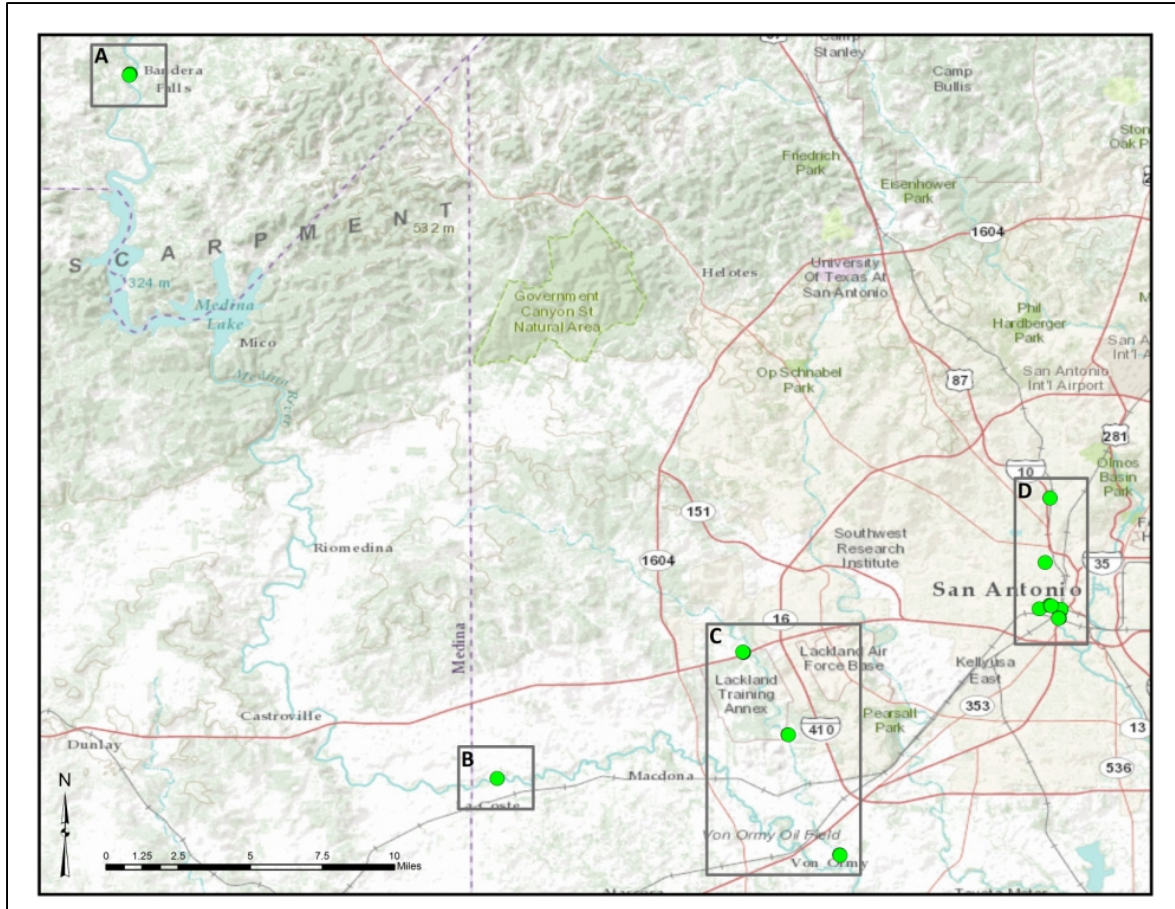 A
Bandera
Falls
Stanley
Camp
Bullis
Friedrich
Park
Eisenhower
Park
1604
S C A R P M E N T
532 m
324 m
Medina
Lake
Mico
Medina
River
Helotes
University
Of Texas At
San Antonio
Government
Canyon St
Natural Area
Phil
Hardberger
Park
Int'l A
San Antonio
Int'l Airport
Op Schnabel
Park
87
281
10
Olmos
Basin
Park
D
151
1604
Riomedina
Southwest
Research
Institute
35
San Antonio
Medina
C
16
Lackland Air
Force Base
Lackland
Training
Annex
Kellyusa
East
353
Castroville
Pearsall
Park
410
13
Dunlay
B
Macdona
536
N
Von Ormy Oil Field
Von Ormy
0 1.25 2.5 5 7.5 10
Miles